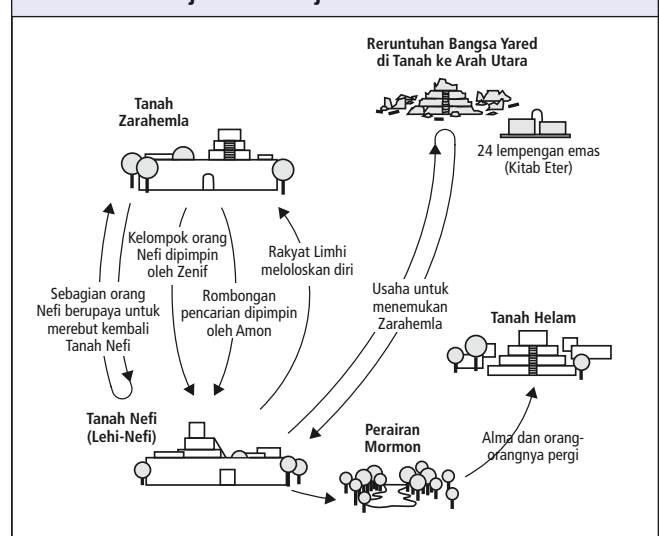 Reruntuhan Bangsa Yared
di Tanah ke Arah Utara
Tanah
Zarahemla
24 lempengan emas
(Kitab Eter)
Kelompok orang
Nefi dipimpin
oleh Zenif
Rakyat Limhi
meloloskan diri
Sebagian orang
Nefi berupaya untuk
merebut kembali
Tanah Nefi
Rombongan
pencarian dipimpin
oleh Amon
Usaha untuk
menemukan
Zarahemla
Tanah Helam
Tanah Nefi
(Lehi-Nefi)
Perairan
Mormon
Alma dan orang-
orangnya pergi